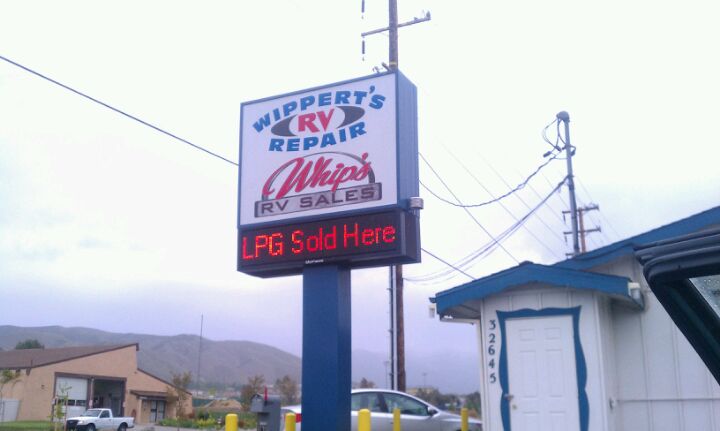 WIPPERT'S
RV
REPAIR
Whip's
RV SALES
LPG Sold Here
32645